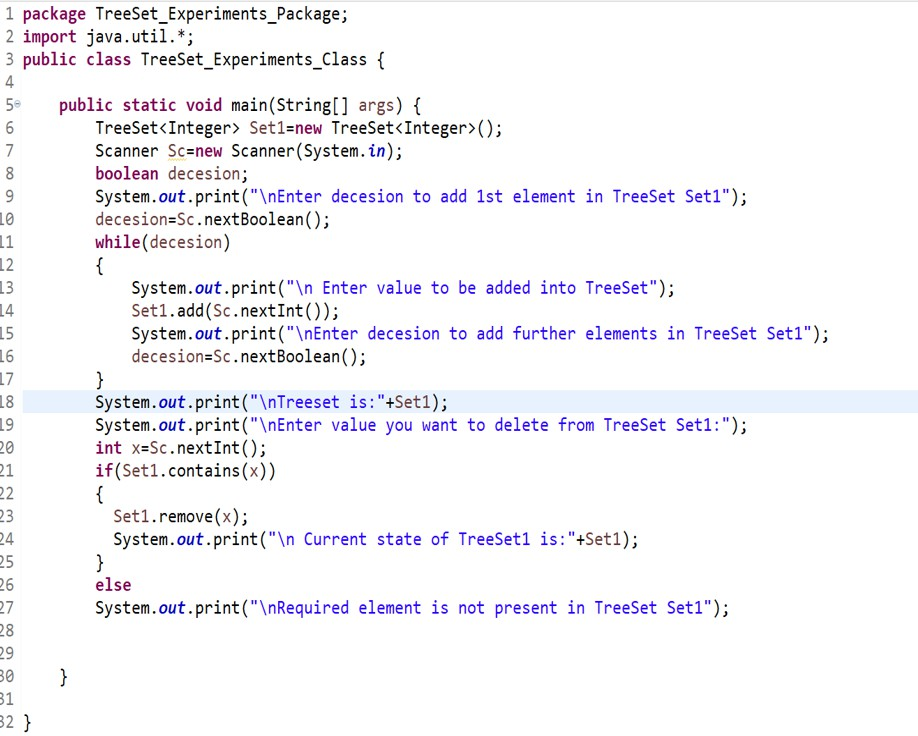 1 package TreeSet_Experiments_Package;
2 import java.util.*;
3 public class TreeSet_Experiments_Class {
4
5 public static void main(String[] args) {
6 TreeSet<Integer> Set1=new TreeSet<Integer>();
7 Scanner Sc=new Scanner(System.in);
8 boolean decesion;
9 System.out.print("\nEnter decesion to add 1st element in TreeSet Set1");
10 decesion=Sc.nextBoolean();
11 while(decesion)
12 {
13 System.out.print("\n Enter value to be added into TreeSet");
14 Set1.add(Sc.nextInt());
15 System.out.print("\nEnter decesion to add further elements in TreeSet Set1");
16 decesion=Sc.nextBoolean();
17 }
18 System.out.print("\nTreeset is:"+Set1);
19 System.out.print("\nEnter value you want to delete from TreeSet Set1:");
20 int x=Sc.nextInt();
21 if(Set1.contains(x))
22 {
23 Set1.remove(x);
24 System.out.print("\n Current state of TreeSet1 is:"+Set1);
25 }
26 else
27 System.out.print("\nRequired element is not present in TreeSet Set1");
28
29
30 }
31
32 }